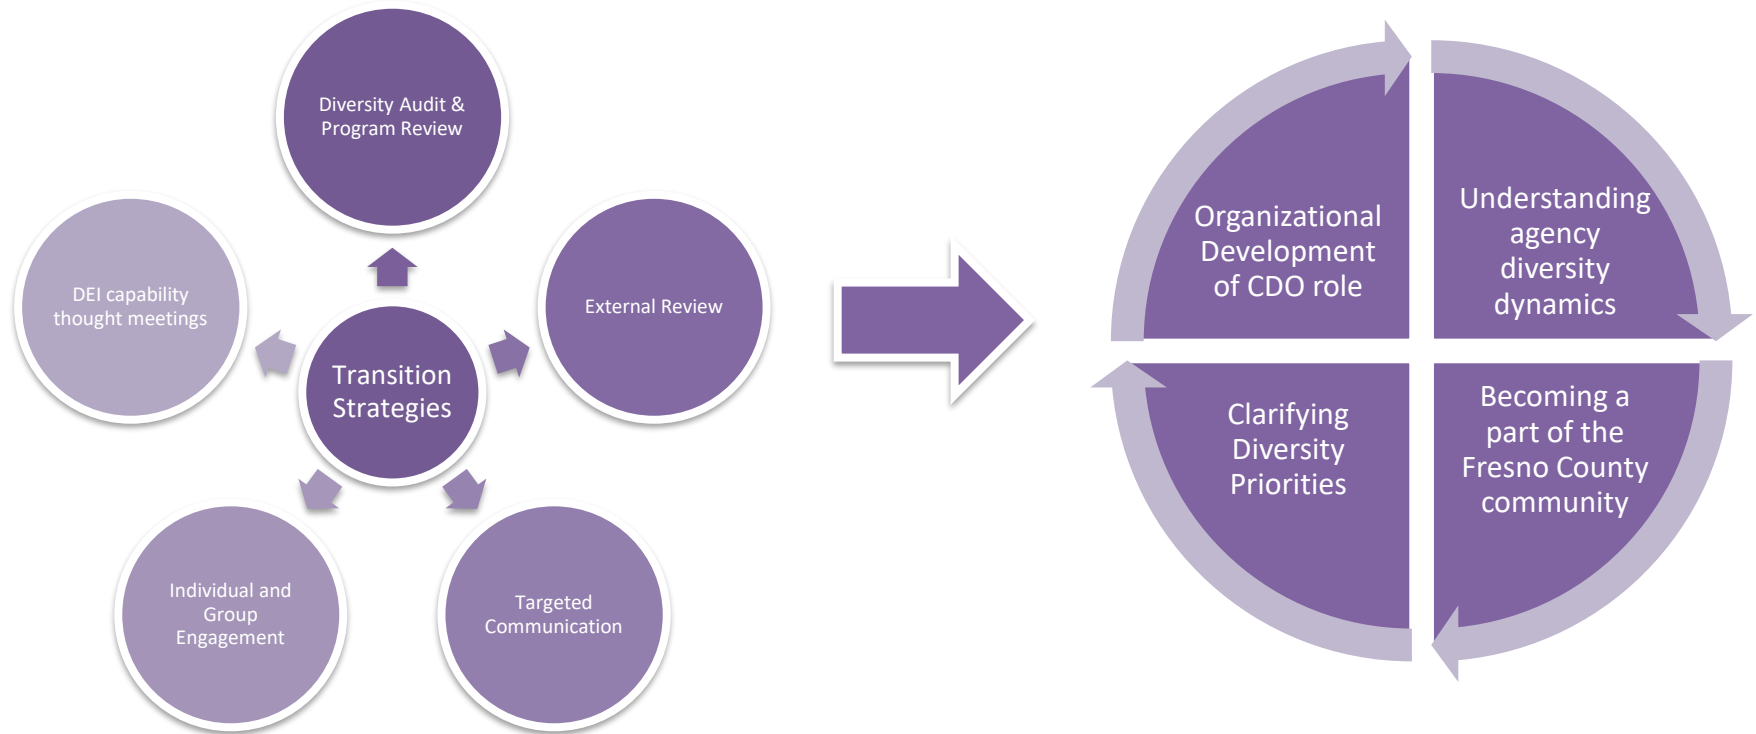 Diversity Audit &
Program Review
DEI capability
thought meetings
External Review
Transition
Strategies
Individual and
Group
Engagement
Targeted
Communication
Organizational
Development
of CDO role
Understanding
agency
diversity
dynamics
Clarifying
Diversity
Priorities
Becoming a
part of the
Fresno County
community